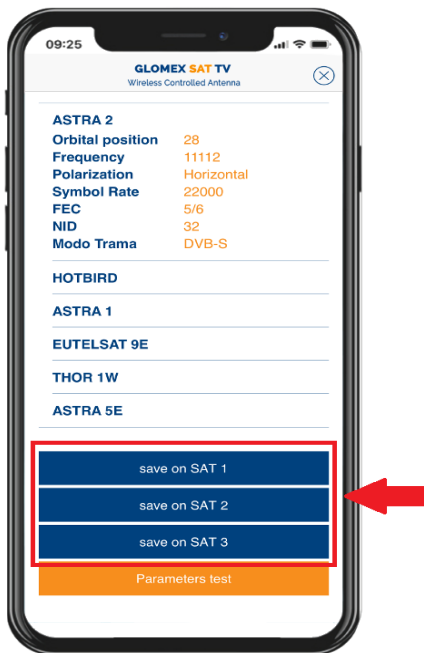 09:25
GLOMEX SAT TV
Wireless Controlled Antenna
ASTRA 2
Orbital position 28
Frequency 11112
Polarization Horizontal
Symbol Rate 22000
FEC 5/6
NID 32
Modo Trama DVB-S
HOTBIRD
ASTRA 1
EUTELSAT 9E
THOR 1W
ASTRA 5E
save on SAT 1
save on SAT 2
save on SAT 3
Parameters test